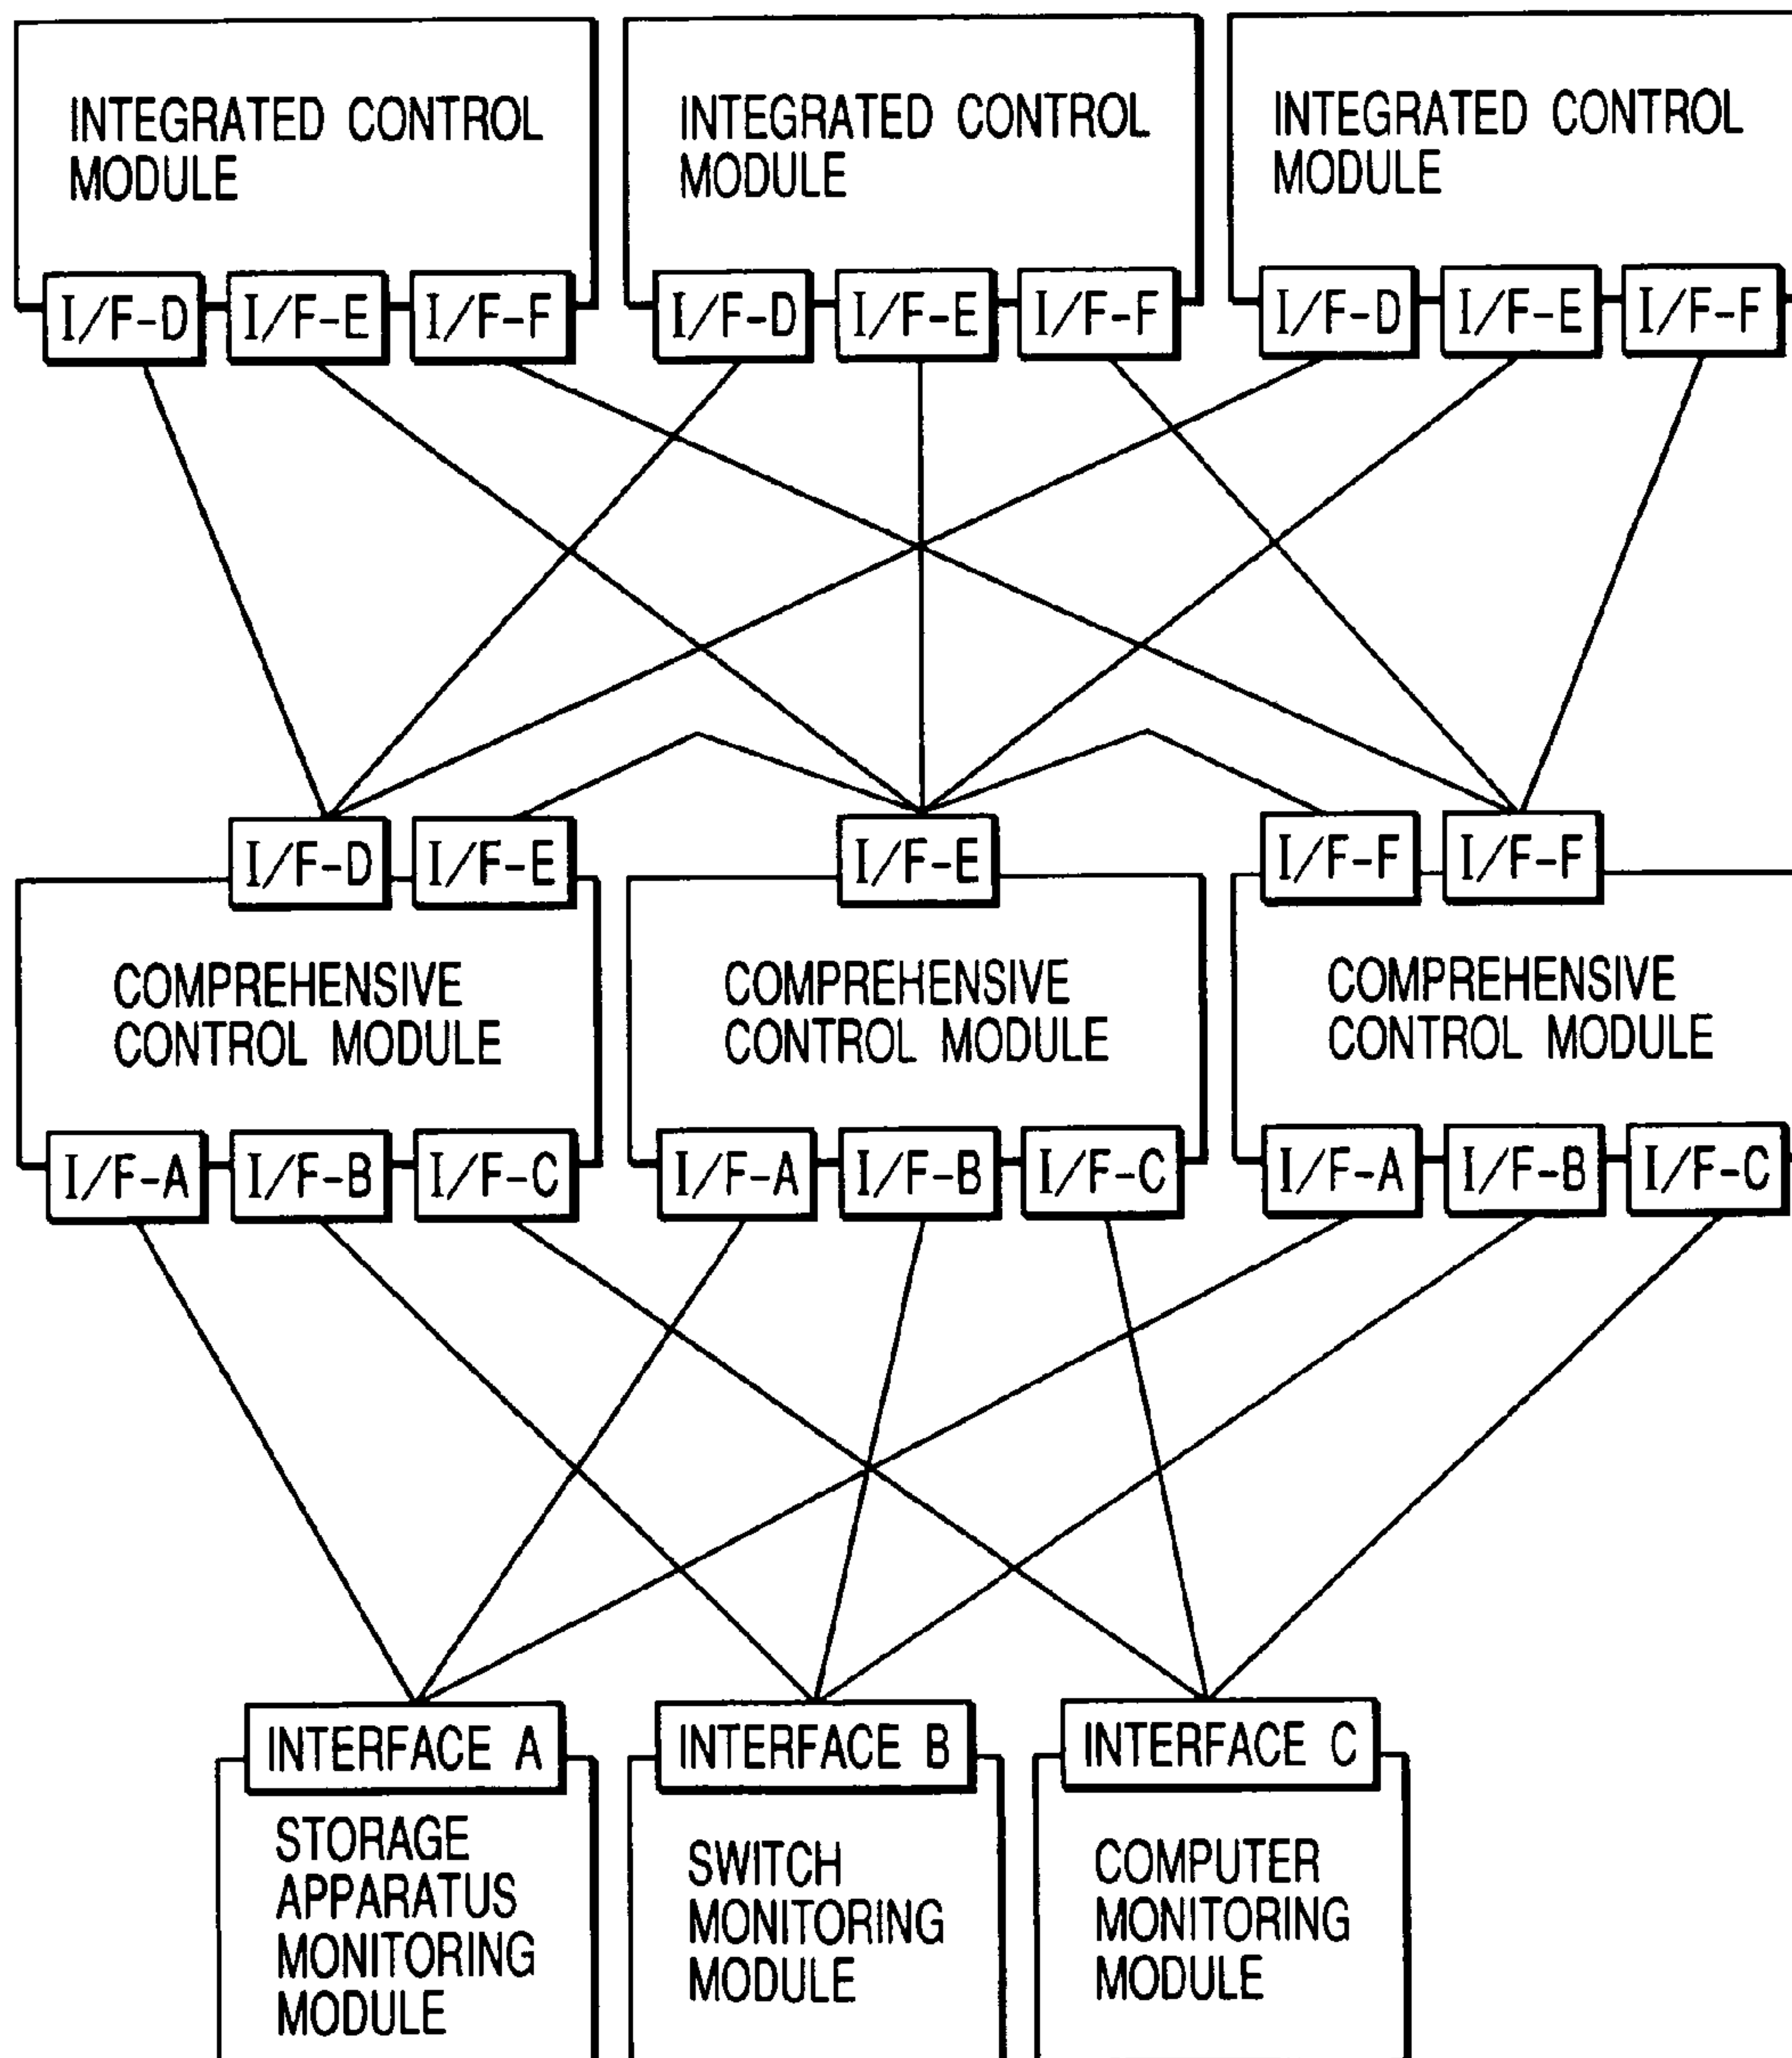 INTEGRATED CONTROL
MODULE
INTEGRATED CONTROL
MODULE
INTEGRATED CONTROL
MODULE
I/F-D
I/F-E
I/F-F
I/F-D
I/F-E
I/F-F
I/F-D
I/F-E
I/F-F
I/F-D
I/F-E
I/F-E
I/F-F
I/F-F
COMPREHENSIVE
CONTROL MODULE
COMPREHENSIVE
CONTROL MODULE
COMPREHENSIVE
CONTROL MODULE
I/F-A
I/F-B
I/F-C
I/F-A
I/F-B
I/F-C
I/F-A
I/F-B
I/F-C
INTERFACE A
STORAGE
APPARATUS
MONITORING
MODULE
INTERFACE B
SWITCH
MONITORING
MODULE
INTERFACE C
COMPUTER
MONITORING
MODULE